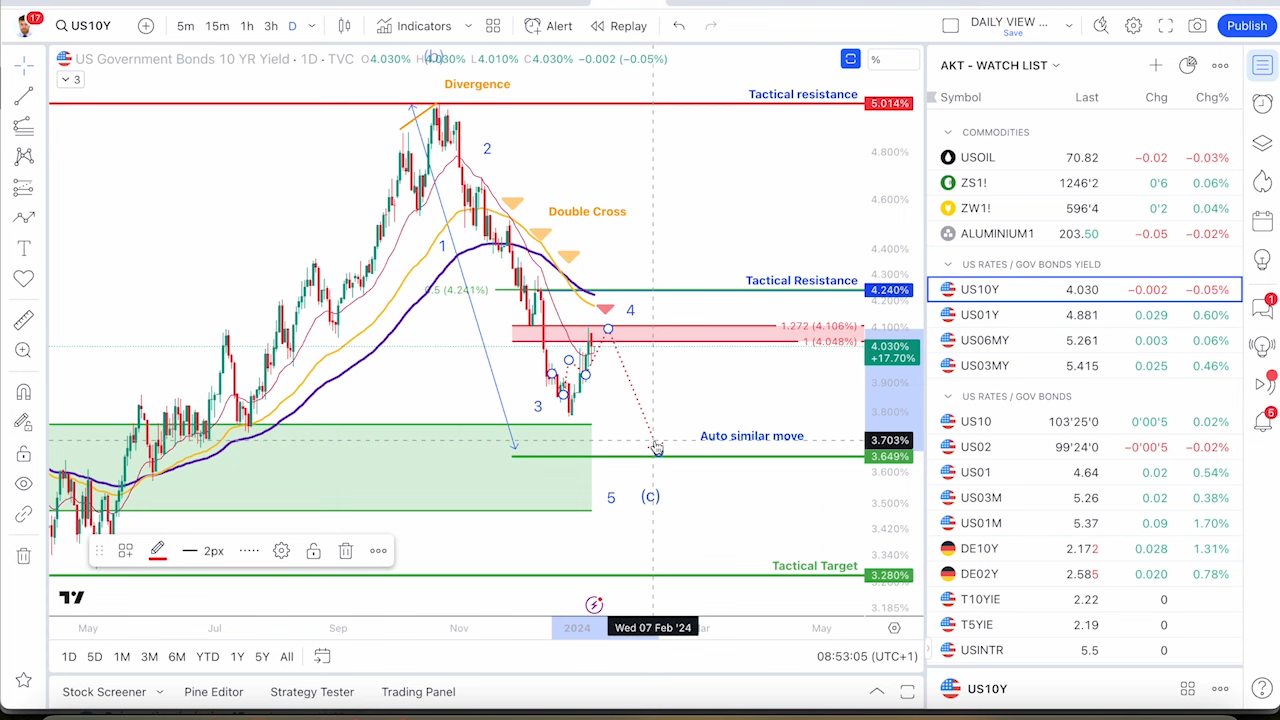 17
US10Y
5m 15m 1h 3h D
Indicators
Alert
Replay
DAILY VIEW ...
Save
Publish
US Government Bonds 10 YR Yield · 1D · TVC O4.030% H4.030% L4.010% C4.030% −0.002 (−0.05%)
(b)
3
%
Divergence
Tactical resistance
5.014%
4.800%
2
4.600%
Double Cross
1
4.400%
4.300%
Tactical Resistance
0.5 (4.241%)
4.240%
4.200%
4
1.272 (4.106%)
4.100%
1 (4.048%)
4.030%
+17.70%
3.900%
3
3.800%
Auto similar move
3.703%
3.649%
3.600%
5 (c)
3.500%
3.420%
2px
3.340%
Tactical Target
3.280%
3.185%
May Jul Sep Nov 2024 Wed 07 Feb '24 May
1D 5D 1M 3M 6M YTD 5Y All
08:53:05 (UTC+1)
Stock Screener Pine Editor Strategy Tester Trading Panel
AKT - WATCH LIST
Symbol Last Chg Chg%
COMMODITIES
USOIL 70.82 −0.02 −0.03%
ZS1! 1246'2 0'6 0.06%
ZW1! 596'4 0'2 0.04%
ALUMINIUM1 203.50 −0.05 −0.02%
US RATES / GOV BONDS YIELD
US10Y 4.030 −0.002 −0.05%
US01Y 4.881 0.029 0.60%
US06MY 5.261 0.003 0.06%
US03MY 5.415 0.025 0.46%
US RATES / GOV BONDS
US10 103'25'0 0'00'5 0.02%
US02 99'24'0 −0'00'5 −0.02%
US01 4.64 0.02 0.54%
US03M 5.26 0.02 0.38%
US01M 5.37 0.09 1.70%
DE10Y 2.172 0.028 1.31%
DE02Y 2.585 0.020 0.78%
T10YIE 2.22 0
T5YIE 2.19 0
USINTR 5.5 0
US10Y
1
5